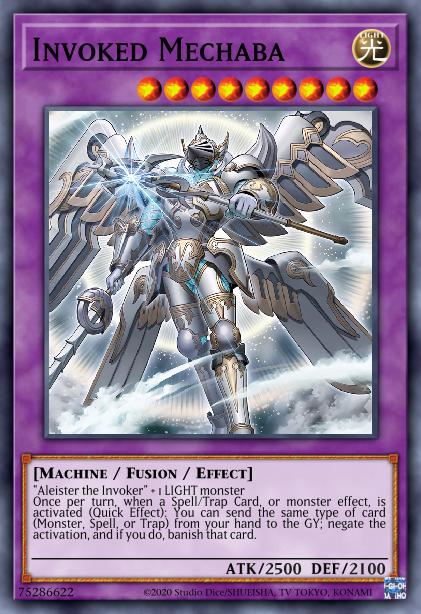 Invoked Mechaba
LIGHT
光
[Machine / Fusion / Effect]
"Aleister the Invoker" + 1 LIGHT monster
Once per turn, when a Spell/Trap Card, or monster effect, is
activated (Quick Effect): You can send the same type of card
(Monster, Spell, or Trap) from your hand to the GY; negate the
activation, and if you do, banish that card.
ATK/2500 DEF/2100
75286622
©2020 Studio Dice/SHUEISHA, TV TOKYO, KONAMI